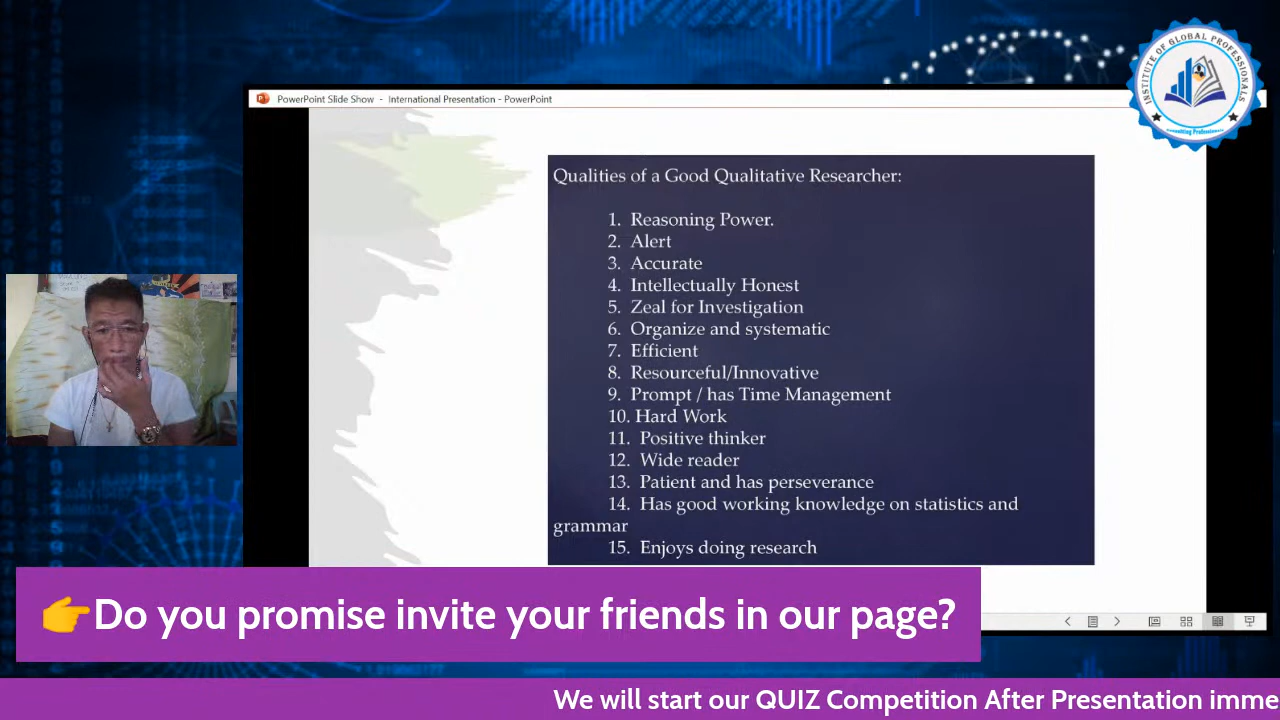 INSTITUTE OF GLOBAL PROFESSIONALS
Connecting Professionals
PowerPoint Slide Show - International Presentation - PowerPoint
Qualities of a Good Qualitative Researcher:
1. Reasoning Power.
2. Alert
3. Accurate
4. Intellectually Honest
5. Zeal for Investigation
6. Organize and systematic
7. Efficient
8. Resourceful/Innovative
9. Prompt / has Time Management
10. Hard Work
11. Positive thinker
12. Wide reader
13. Patient and has perseverance
14. Has good working knowledge on statistics and
grammar
15. Enjoys doing research
👉Do you promise invite your friends in our page?
We will start our QUIZ Competition After Presentation imme